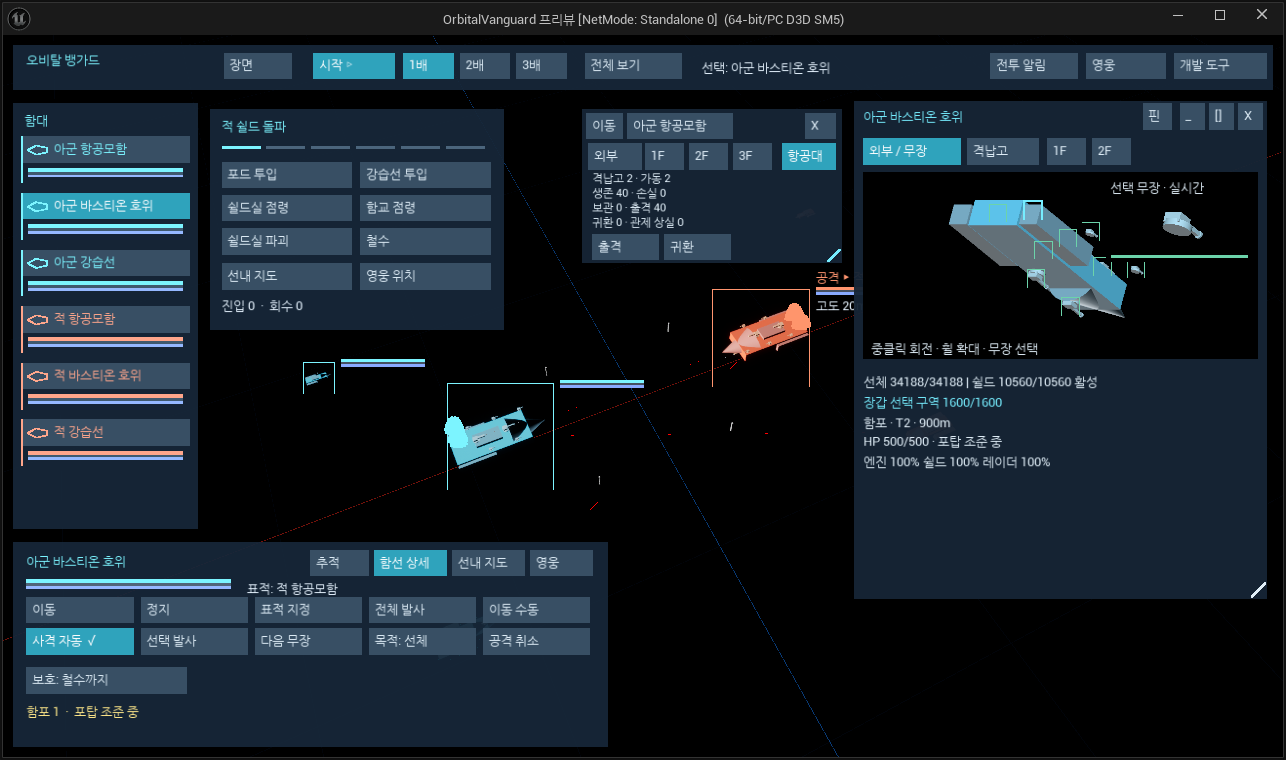 OrbitalVanguard 프리뷰 [NetMode: Standalone 0] (64-bit/PC D3D SM5)
오비탈 뱅가드
장면
시작
1배
2배
3배
전체 보기
선택: 아군 바스티온 호위
전투 알림
영웅
개발 도구
함대
아군 항공모함
아군 바스티온 호위
아군 강습선
적 항공모함
적 바스티온 호위
적 강습선
적 쉴드 돌파
포드 투입
강습선 투입
쉴드실 점령
함교 점령
쉴드실 파괴
철수
선내 지도
영웅 위치
진입 0 · 회수 0
이동
아군 항공모함
X
외부
1F
2F
3F
항공대
격납고 2 · 가동 2
생존 40 · 손실 0
보관 0 · 출격 40
귀환 0 · 관제 상실 0
출격
귀환
공격 ▸
고도 20
아군 바스티온 호위
핀
_
[]
X
외부 / 무장
격납고
1F
2F
선택 무장 · 실시간
중클릭 회전 · 휠 확대 · 무장 선택
선체 34188/34188 | 쉴드 10560/10560 활성
장갑 선택 구역 1600/1600
함포 · T2 · 900m
HP 500/500 · 포탑 조준 중
엔진 100% 쉴드 100% 레이더 100%
아군 바스티온 호위
추적
함선 상세
선내 지도
영웅
표적: 적 항공모함
이동
정지
표적 지정
전체 발사
이동 수동
사격 자동 √
선택 발사
다음 무장
목적: 선체
공격 취소
보호: 철수까지
함포 1 · 포탑 조준 중